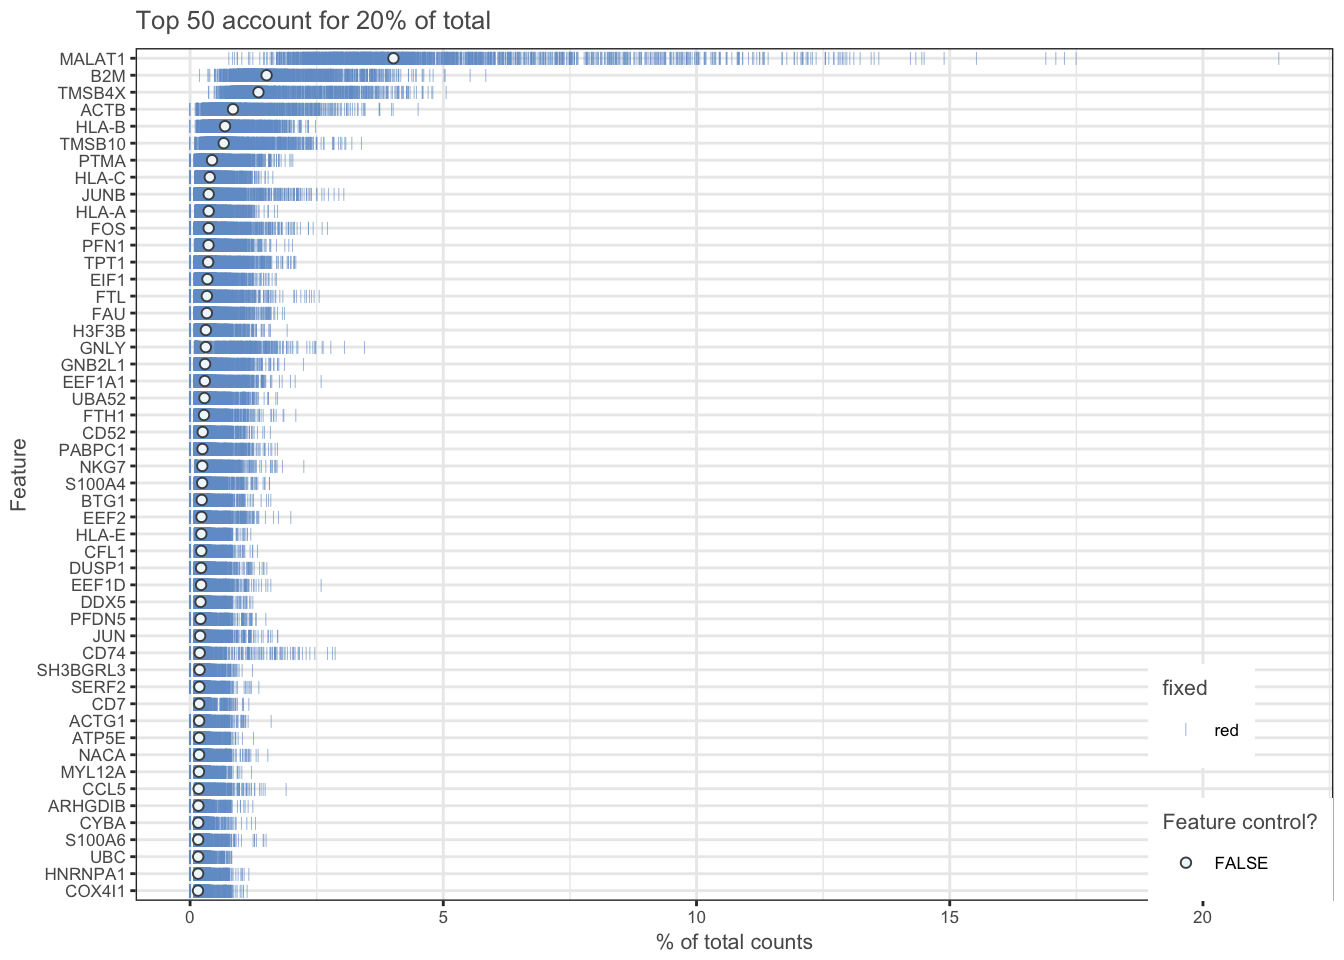 Top 50 account for 20% of total
MALAT1
B2M
TMSB4X
ACTB
HLA-B
TMSB10
PTMA
HLA-C
JUNB
HLA-A
FOS
PFN1
TPT1
EIF1
FTL
FAU
H3F3B
GNLY
GNB2L1
EEF1A1
UBA52
FTH1
CD52
PABPC1
NKG7
S100A4
BTG1
EEF2
HLA-E
CFL1
DUSP1
EEF1D
DDX5
PFDN5
JUN
CD74
SH3BGRL3
SERF2
CD7
ACTG1
ATP5E
NACA
MYL12A
CCL5
ARHGDIB
CYBA
S100A6
UBC
HNRNPA1
COX4I1
Feature
0 5 10 15 20
% of total counts
fixed
red
Feature control?
FALSE